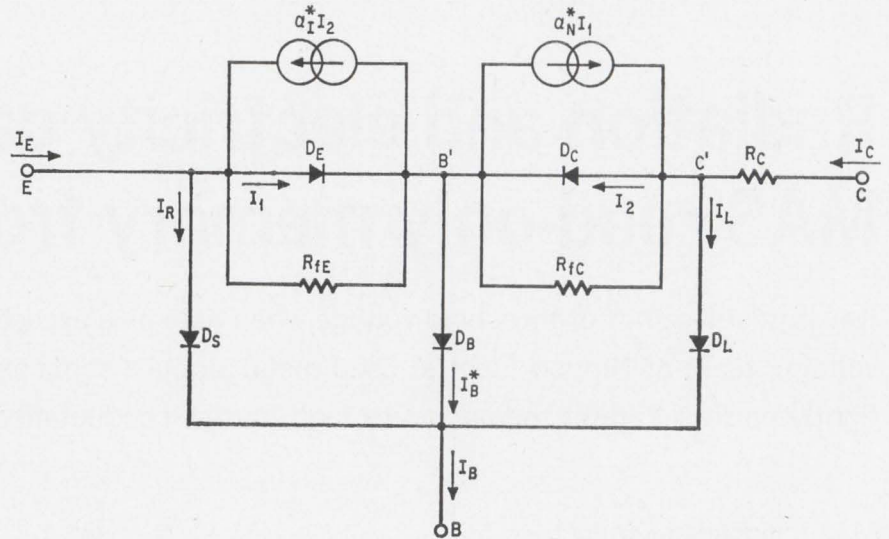 α*I I2
α*N I1
IE
E
DE
B'
DC
C'
RC
IC
C
IR
I1
I2
IL
RfE
RfC
DS
DB
DL
I*B
IB
B